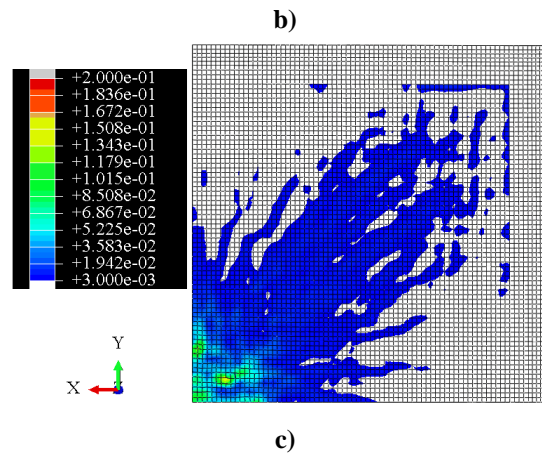 b)
+2.000e-01
+1.836e-01
+1.672e-01
+1.508e-01
+1.343e-01
+1.179e-01
+1.015e-01
+8.508e-02
+6.867e-02
+5.225e-02
+3.583e-02
+1.942e-02
+3.000e-03
Y
X
c)